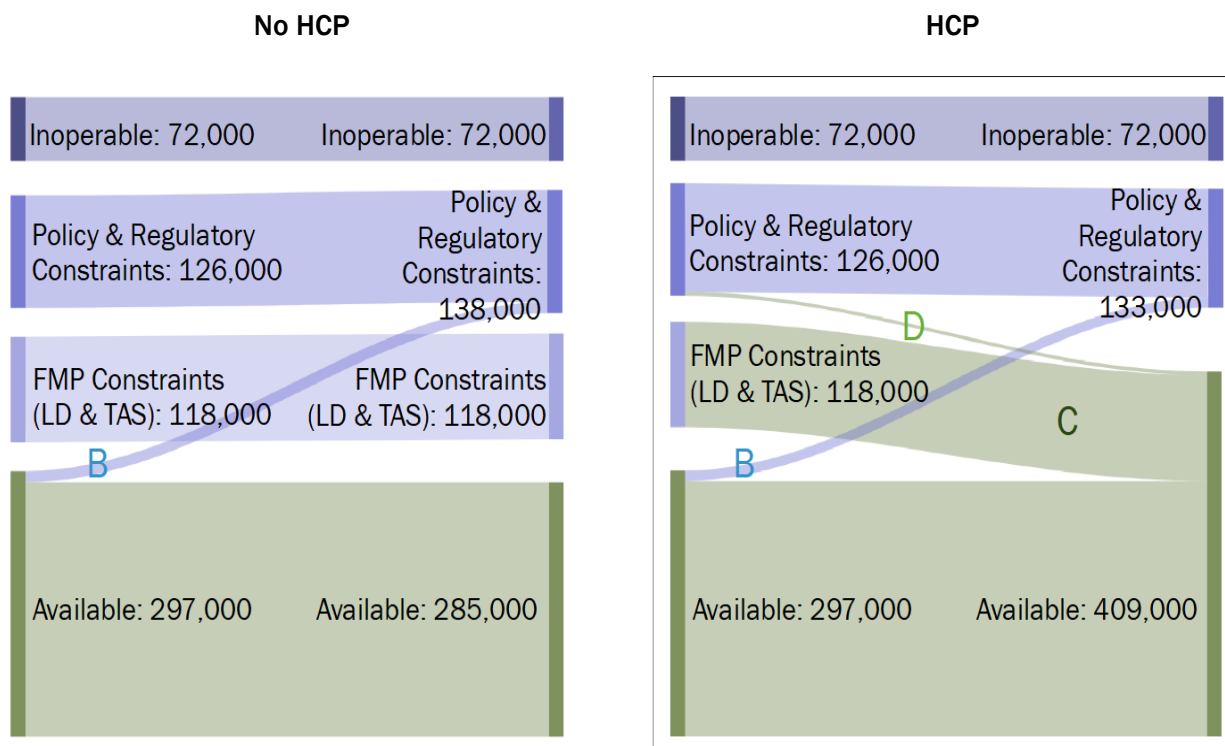 No HCP
Inoperable: 72,000
Inoperable: 72,000
Policy & Regulatory
Constraints: 126,000
Policy &
Regulatory
Constraints:
138,000
FMP Constraints
(LD & TAS): 118,000
FMP Constraints
(LD & TAS): 118,000
B
Available: 297,000
Available: 285,000
HCP
Inoperable: 72,000
Inoperable: 72,000
Policy & Regulatory
Constraints: 126,000
Policy &
Regulatory
Constraints:
133,000
D
FMP Constraints
(LD & TAS): 118,000
C
B
Available: 297,000
Available: 409,000